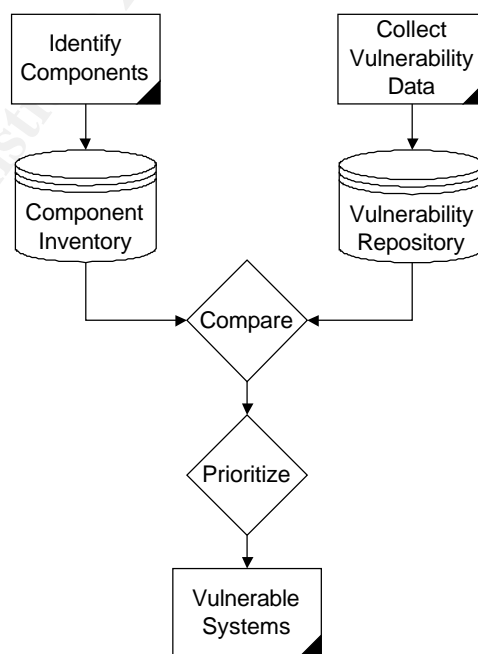 Identify
Components
Collect
Vulnerability
Data
Component
Inventory
Vulnerability
Repository
Compare
Prioritize
Vulnerable
Systems